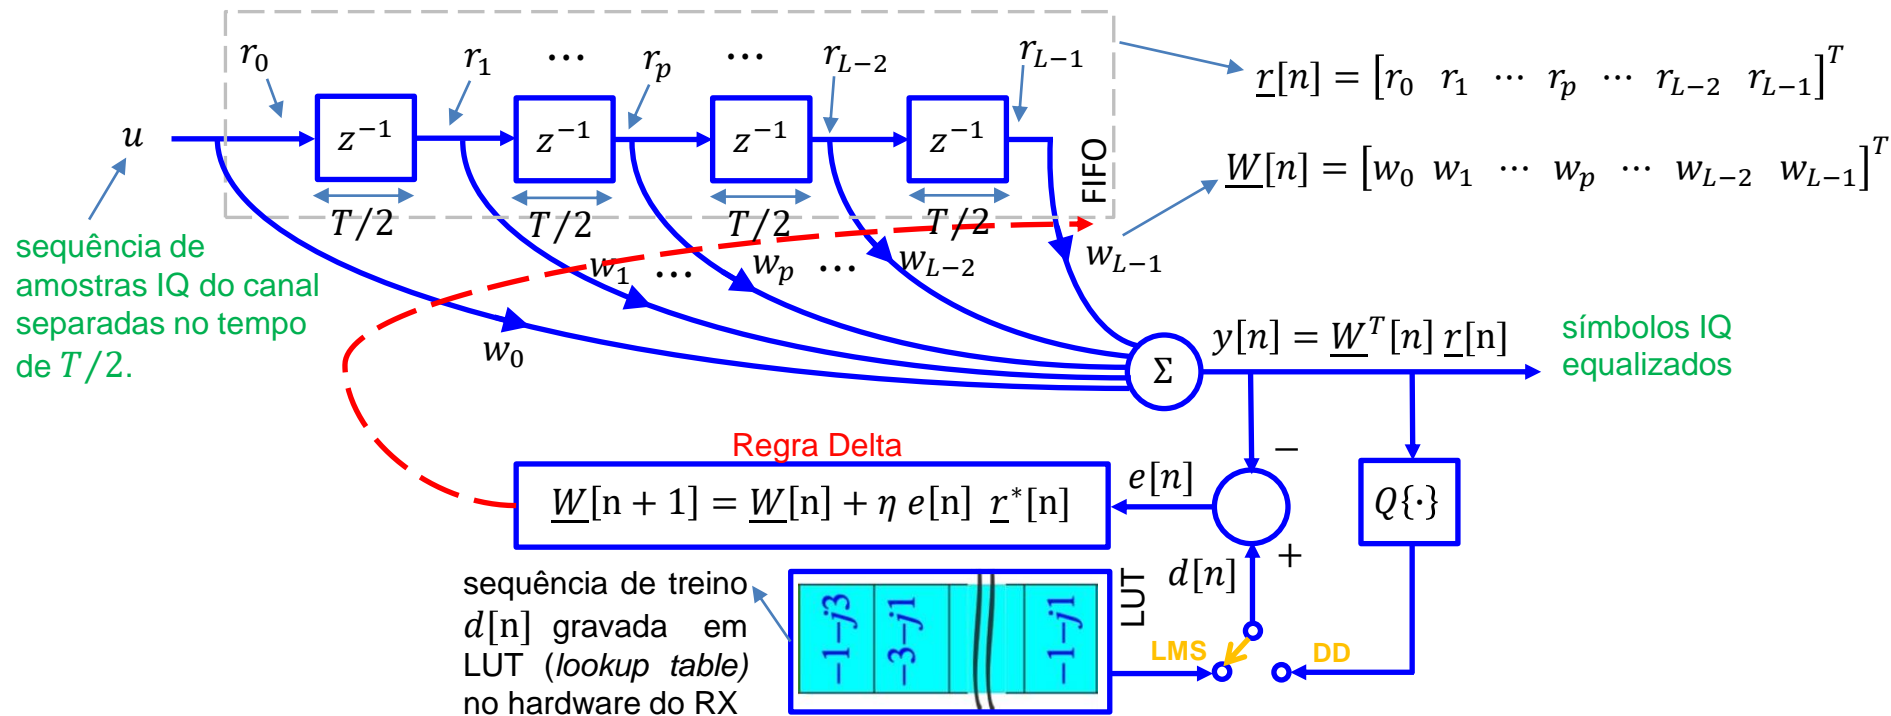 r₀ r₁ ⋯ r_p ⋯ r_{L−2} r_{L−1}
r[n] = [r₀ r₁ ⋯ r_p ⋯ r_{L−2} r_{L−1}]^T
u z⁻¹ z⁻¹ z⁻¹ z⁻¹
FIFO
W[n] = [w₀ w₁ ⋯ w_p ⋯ w_{L−2} w_{L−1}]^T
T/2 T/2 T/2 T/2
sequência de
amostras IQ do canal
separadas no tempo
de T/2.
w₀ w₁ ⋯ w_p ⋯ w_{L−2} w_{L−1}
Σ
y[n] = W^T[n] r[n]
símbolos IQ
equalizados
Regra Delta
W[n + 1] = W[n] + η e[n] r*[n]
e[n]
−
+
Q{·}
d[n]
sequência de treino
d[n] gravada em
LUT (lookup table)
no hardware do RX
−1−j3
−3−j1
−1−j1
LUT
LMS
DD